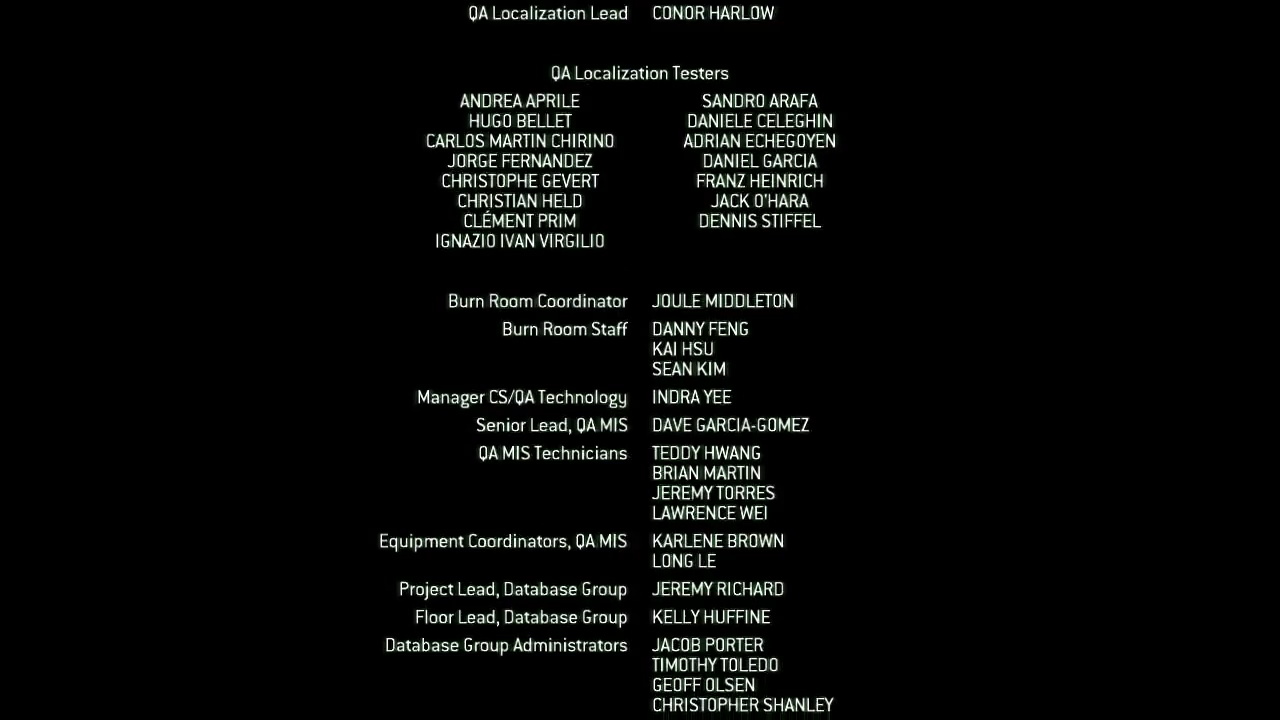 QA Localization Lead CONOR HARLOW
QA Localization Testers
ANDREA APRILE SANDRO ARAFA
HUGO BELLET DANIELE CELEGHIN
CARLOS MARTIN CHIRINO ADRIAN ECHEGOYEN
JORGE FERNANDEZ DANIEL GARCIA
CHRISTOPHE GEVERT FRANZ HEINRICH
CHRISTIAN HELD JACK O'HARA
CLÉMENT PRIM DENNIS STIFFEL
IGNAZIO IVAN VIRGILIO
Burn Room Coordinator JOULE MIDDLETON
Burn Room Staff DANNY FENG
KAI HSU
SEAN KIM
Manager CS/QA Technology INDRA YEE
Senior Lead, QA MIS DAVE GARCIA-GOMEZ
QA MIS Technicians TEDDY HWANG
BRIAN MARTIN
JEREMY TORRES
LAWRENCE WEI
Equipment Coordinators, QA MIS KARLENE BROWN
LONG LE
Project Lead, Database Group JEREMY RICHARD
Floor Lead, Database Group KELLY HUFFINE
Database Group Administrators JACOB PORTER
TIMOTHY TOLEDO
GEOFF OLSEN
CHRISTOPHER SHANLEY